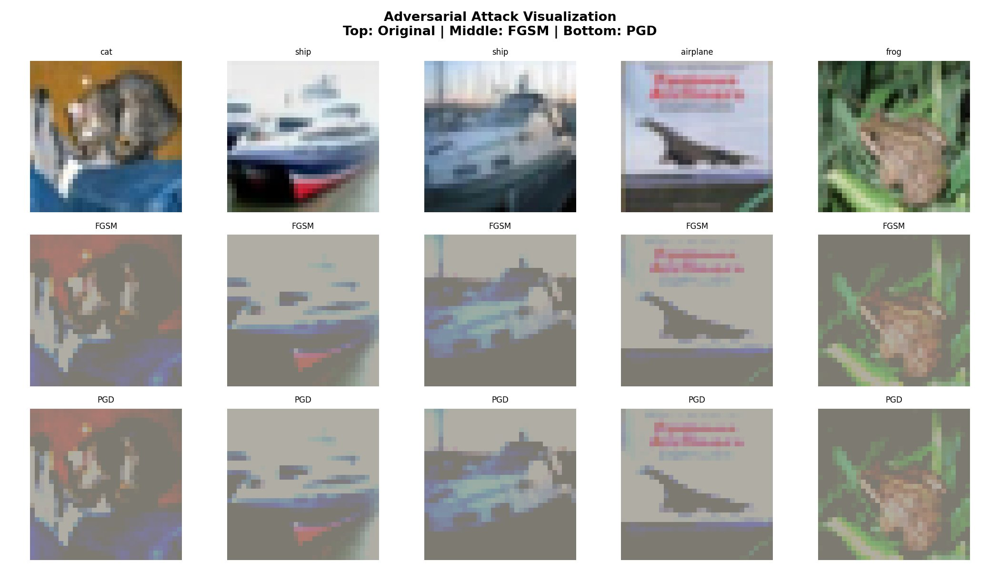 Adversarial Attack Visualization
Top: Original | Middle: FGSM | Bottom: PGD
cat
ship
ship
airplane
frog
FGSM
FGSM
FGSM
FGSM
FGSM
PGD
PGD
PGD
PGD
PGD